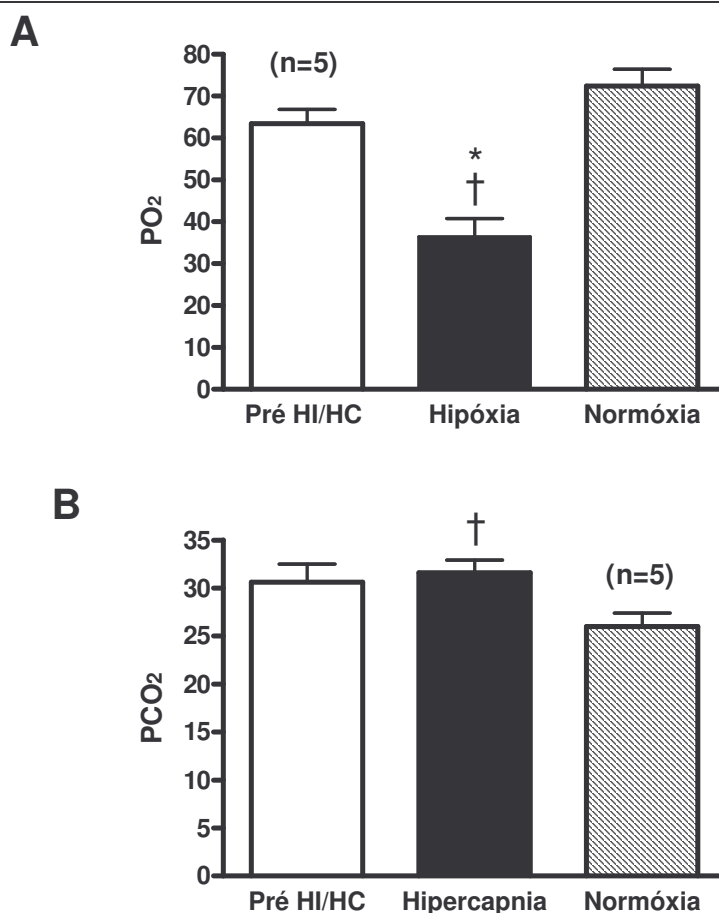 A
(n=5)
*
†
80
70
60
50
40
30
20
10
0
PO2
Pré HI/HC Hipóxia Normóxia
B
†
(n=5)
35
30
25
20
15
10
5
0
PCO2
Pré HI/HC Hipercapnia Normóxia